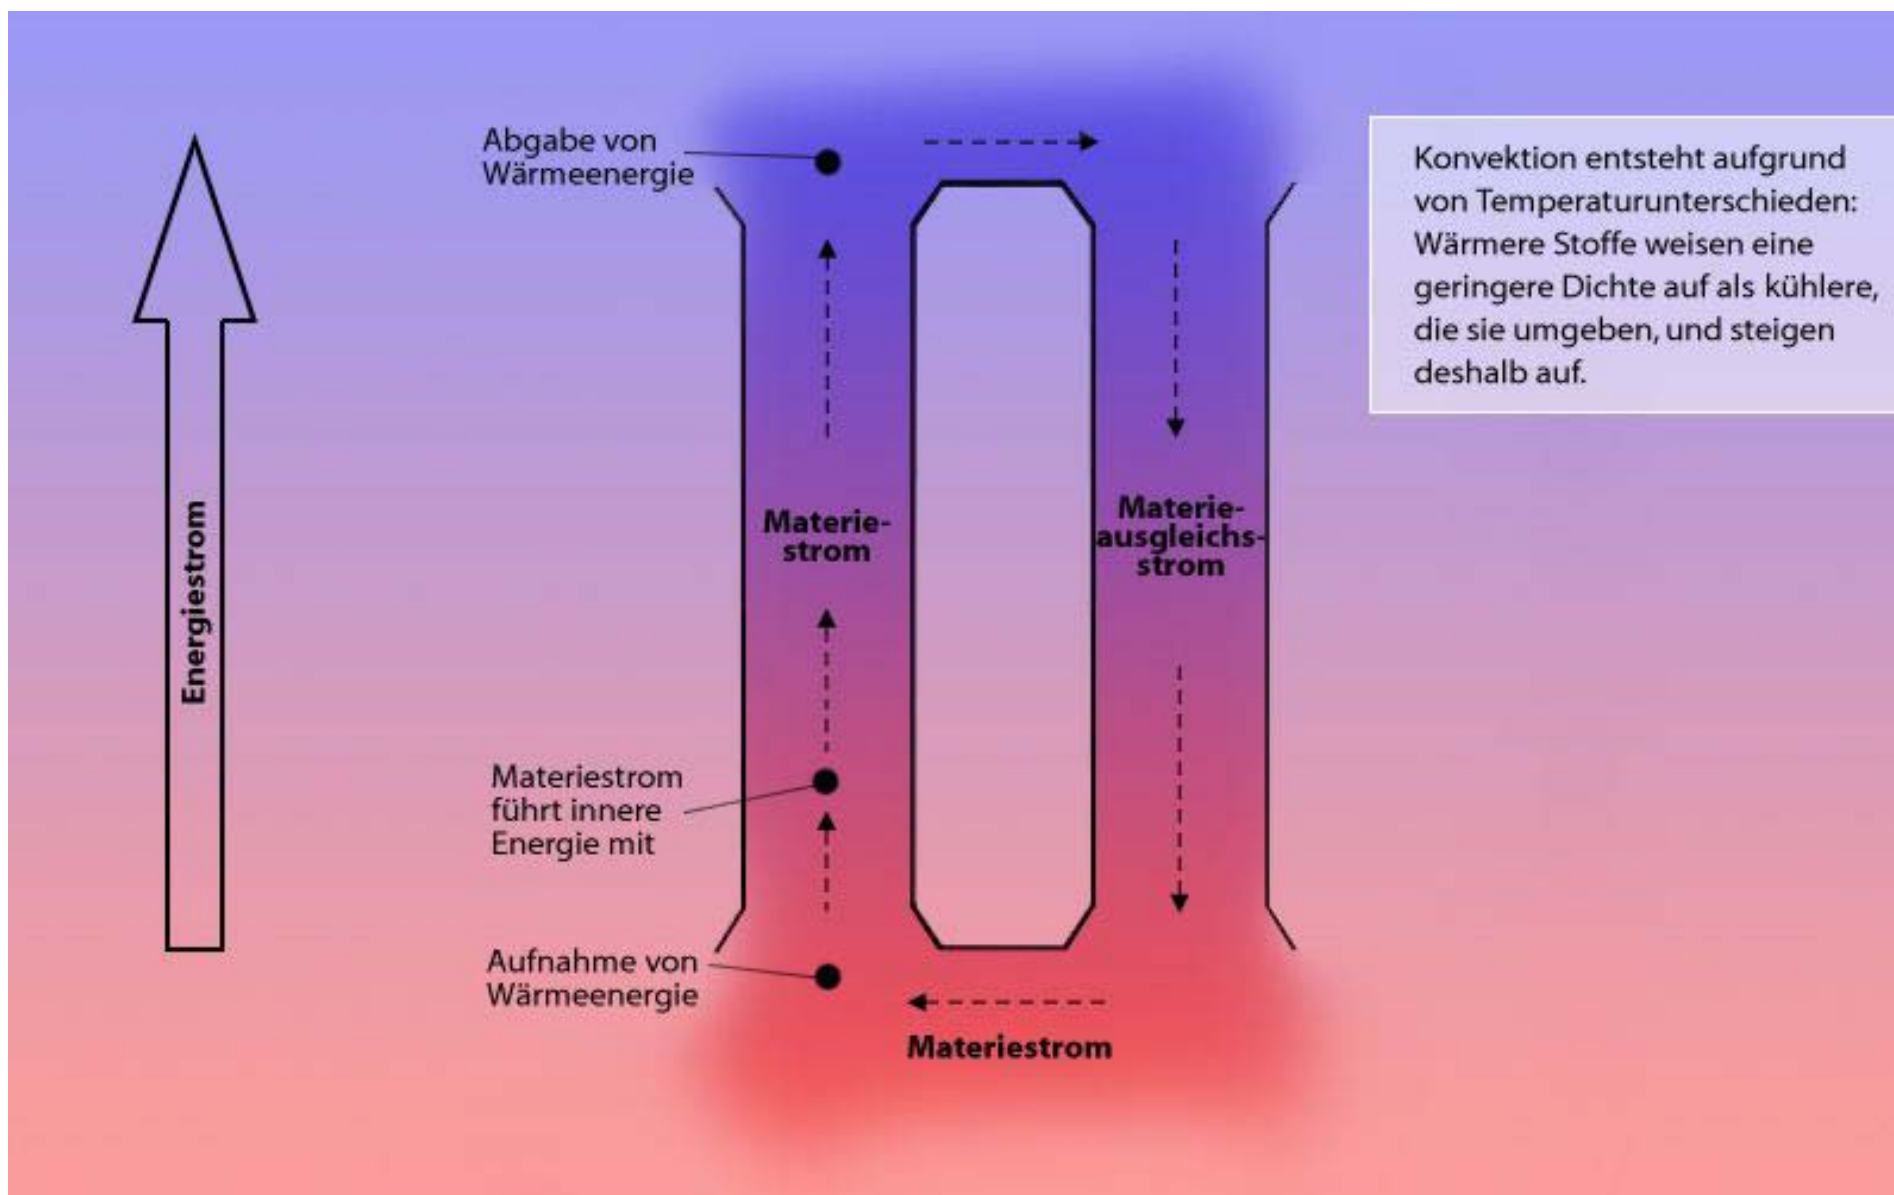 Abgabe von
Wärmeenergie
Konvektion entsteht aufgrund
von Temperaturunterschieden:
Wärmere Stoffe weisen eine
geringere Dichte auf als kühlere,
die sie umgeben, und steigen
deshalb auf.
Energiestrom
Materie-
strom
Materie-
ausgleichs-
strom
Materiestrom
führt innere
Energie mit
Aufnahme von
Wärmeenergie
Materiestrom